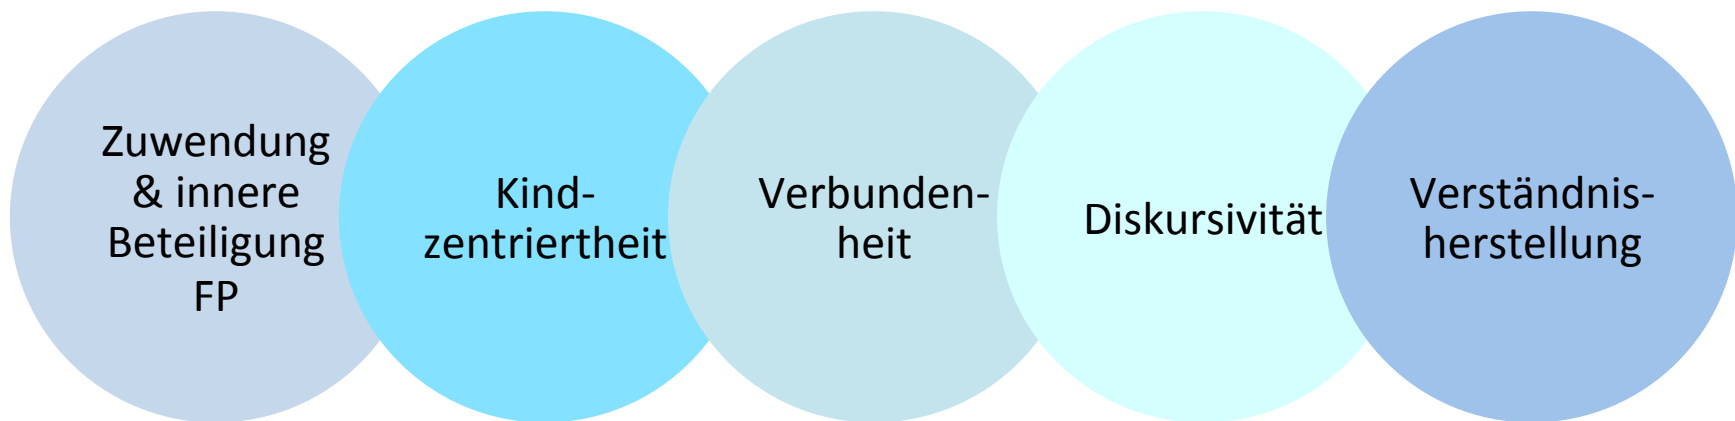 Zuwendung
& innere
Beteiligung
FP
Kind-
zentriertheit
Verbunden-
heit
Diskursivität
Verständnis-
herstellung